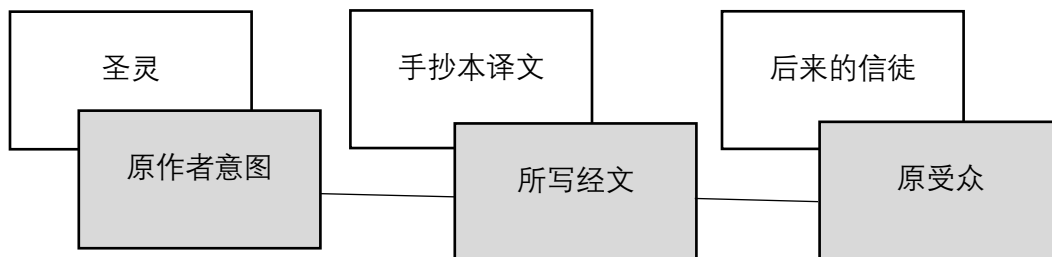 圣灵
手抄本译文
后来的信徒
原作者意图
所写经文
原受众